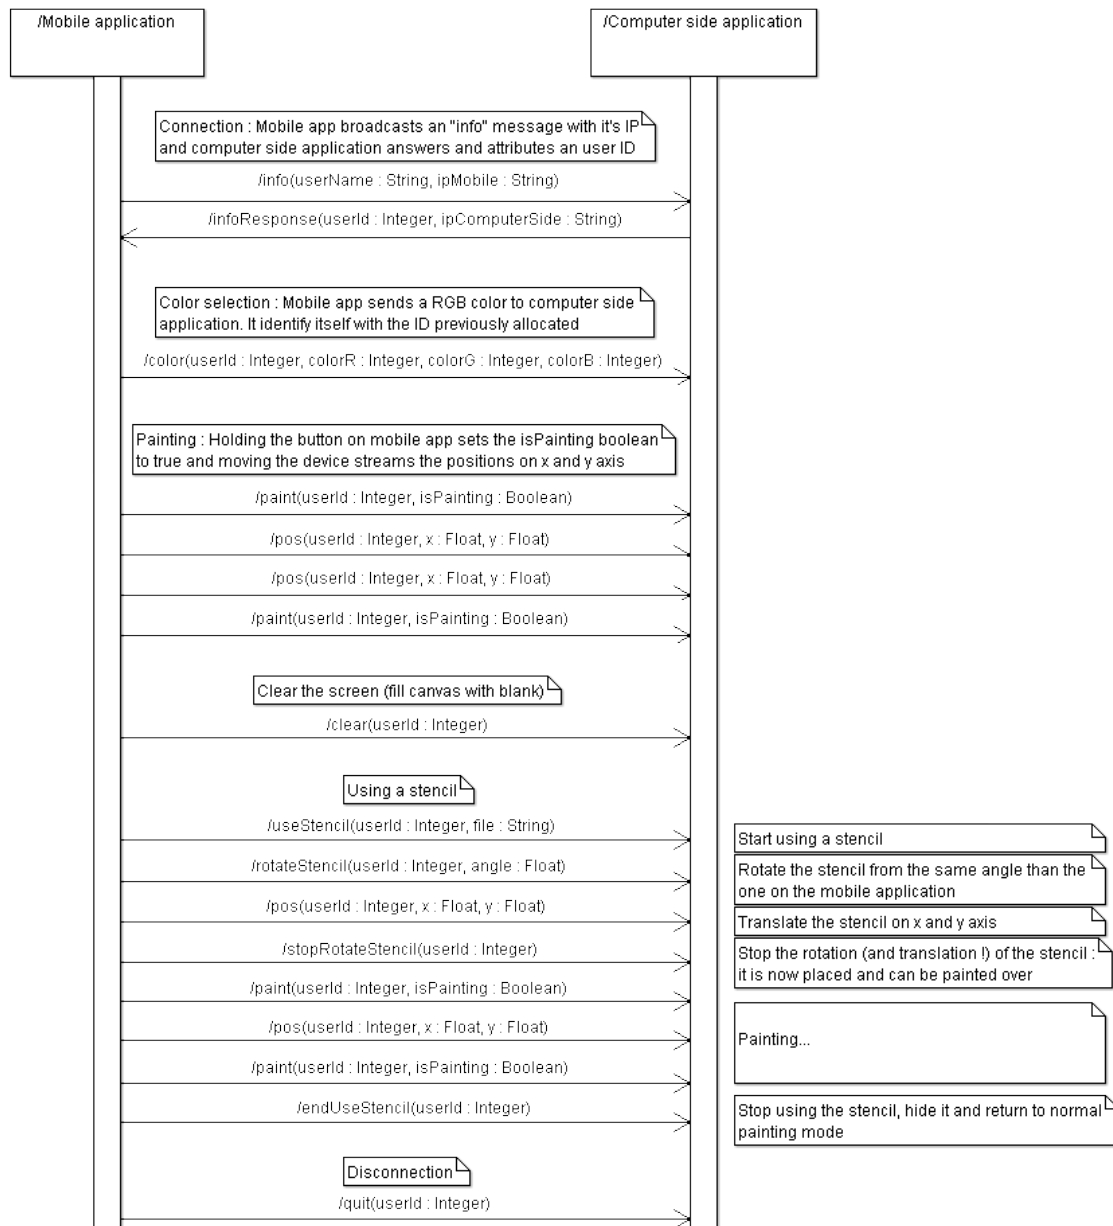 /Mobile application
/Computer side application
Connection : Mobile app broadcasts an "info" message with it's IP
and computer side application answers and attributes an user ID
/info(userName : String, ipMobile : String)
/infoResponse(userId : Integer, ipComputerSide : String)
Color selection : Mobile app sends a RGB color to computer side
application. It identify itself with the ID previously allocated
/color(userId : Integer, colorR : Integer, colorG : Integer, colorB : Integer)
Painting : Holding the button on mobile app sets the isPainting boolean
to true and moving the device streams the positions on x and y axis
/paint(userId : Integer, isPainting : Boolean)
/pos(userId : Integer, x : Float, y : Float)
/pos(userId : Integer, x : Float, y : Float)
/paint(userId : Integer, isPainting : Boolean)
Clear the screen (fill canvas with blank)
/clear(userId : Integer)
Using a stencil
/useStencil(userId : Integer, file : String)
Start using a stencil
/rotateStencil(userId : Integer, angle : Float)
Rotate the stencil from the same angle than the
one on the mobile application
/pos(userId : Integer, x : Float, y : Float)
Translate the stencil on x and y axis
/stopRotateStencil(userId : Integer)
Stop the rotation (and translation !) of the stencil :
it is now placed and can be painted over
/paint(userId : Integer, isPainting : Boolean)
/pos(userId : Integer, x : Float, y : Float)
Painting...
/paint(userId : Integer, isPainting : Boolean)
/endUseStencil(userId : Integer)
Stop using the stencil, hide it and return to normal
painting mode
Disconnection
/quit(userId : Integer)